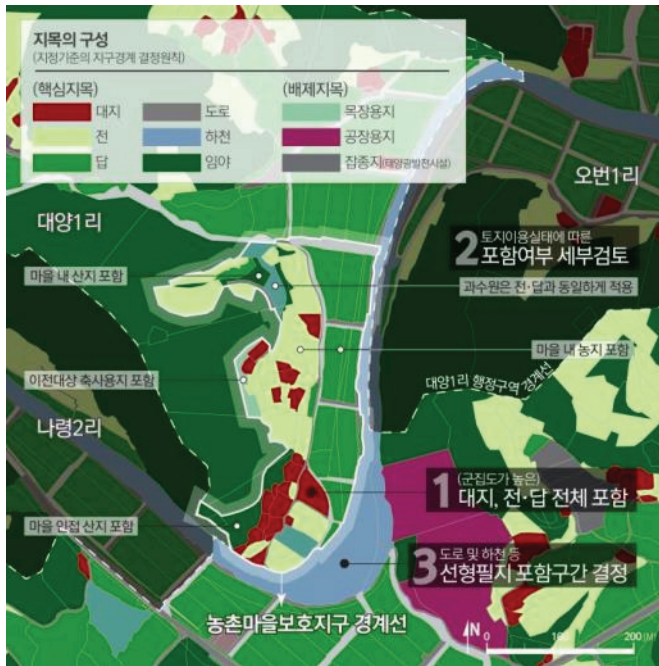 지목의 구성
(지정기준의 지구경계 결정원칙)
(핵심지목)
(배제지목)
대지
도로
목장용지
전
하천
공장용지
답
임야
잡종지(태양광발전시설)
오번1리
대양1리
2 토지이용실태에 따른
포함여부 세부검토
마을 내 산지 포함
과수원은 전·답과 동일하게 적용
마을 내 농지 포함
이전대상 축사용지 포함
대양1리 행정구역 경계선
나령2리
1 (군집도가 높은)
대지, 전·답 전체 포함
마을 인접 산지 포함
3 도로 및 하천 등
선형필지 포함구간 결정
농촌마을보호지구 경계선
N 0 100 200 (M)